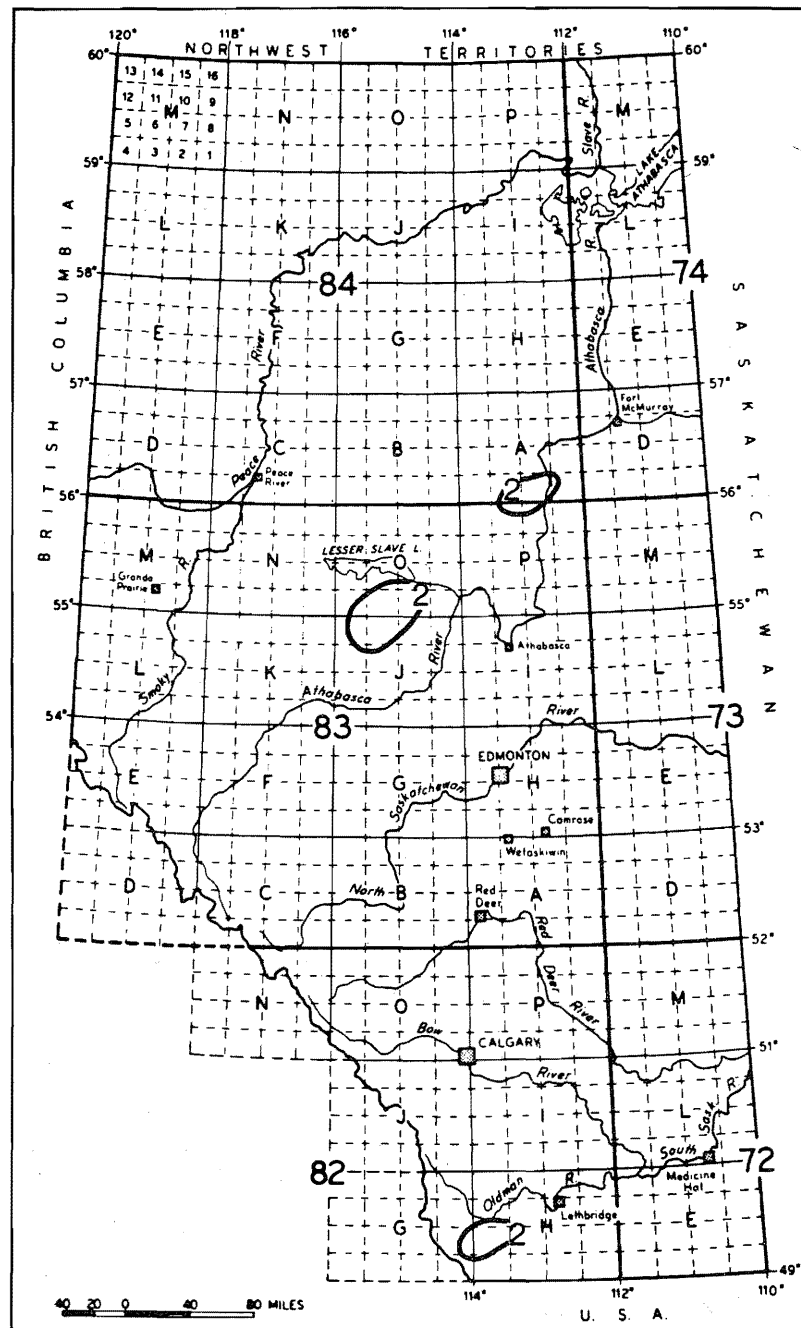 120° 118° 116° 114° 112° 110°
NORTHWEST TERRITORIES
60° 60°
13 14 15 16
12 11 10 9
5 6 7 8
4 3 2 1
M N O P M
Slave R.
59° 59°
LAKE ATHABASCA
L K J I L
R.
58° 84 74
BRITISH COLUMBIA
SASKATCHEWAN
E F G H E
River
Athabasca
57° 57°
Fort McMurray
D C B A D
Peace
Peace River
2
56° 56°
LESSER SLAVE L.
M N O P M
R.
Grande Prairie
55° 2 55°
Athabasca
L K J L
Smoky
Athabasca River
54° 83 River 73
EDMONTON
E F G H E
Saskatchewan
Camrose
53° 53°
Wetaskiwin
D C B A D
North
Red Deer
52° 52°
Red Deer River
N O P M
Bow
CALGARY
51° 51°
River
J I L
Sask R.
82 South 72
Medicine Hat
Oldman R.
Lethbridge
G 2 H E
49° 49°
40 20 0 40 80 MILES
114° 112° 110°
U. S. A.